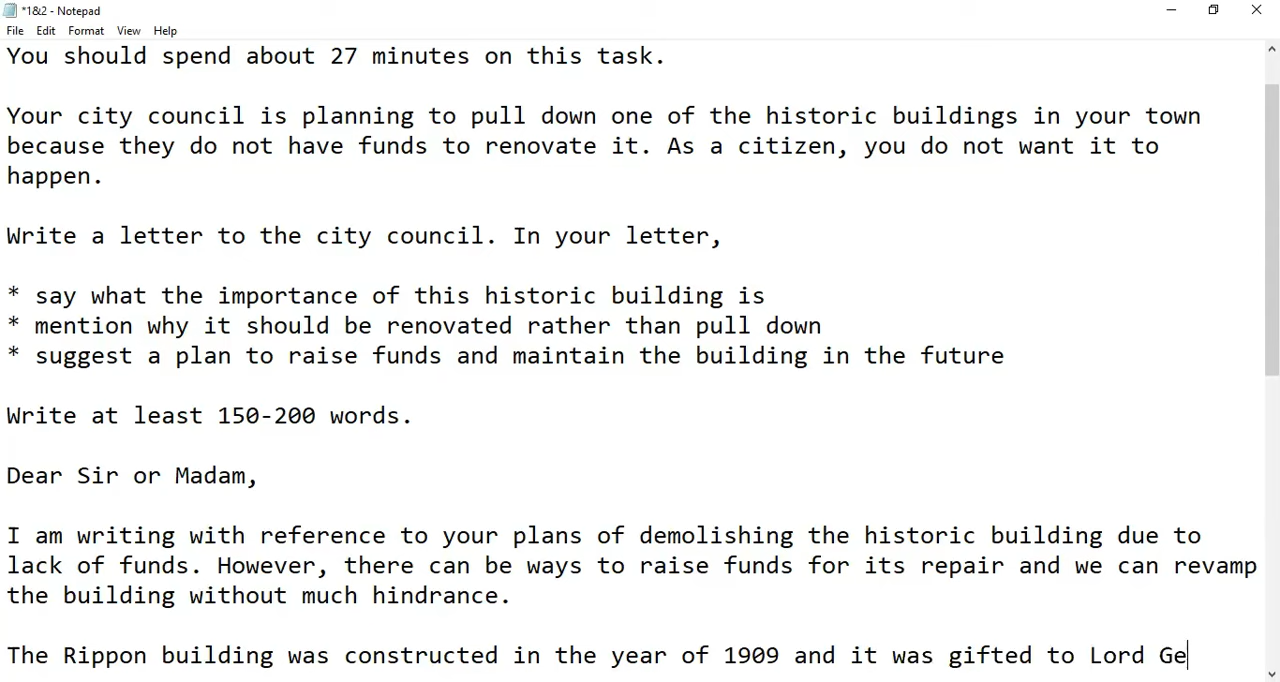 *1&2 - Notepad
File Edit Format View Help
You should spend about 27 minutes on this task.
Your city council is planning to pull down one of the historic buildings in your town
because they do not have funds to renovate it. As a citizen, you do not want it to
happen.
Write a letter to the city council. In your letter,
* say what the importance of this historic building is
* mention why it should be renovated rather than pull down
* suggest a plan to raise funds and maintain the building in the future
Write at least 150-200 words.
Dear Sir or Madam,
I am writing with reference to your plans of demolishing the historic building due to
lack of funds. However, there can be ways to raise funds for its repair and we can revamp
the building without much hindrance.
The Rippon building was constructed in the year of 1909 and it was gifted to Lord Ge